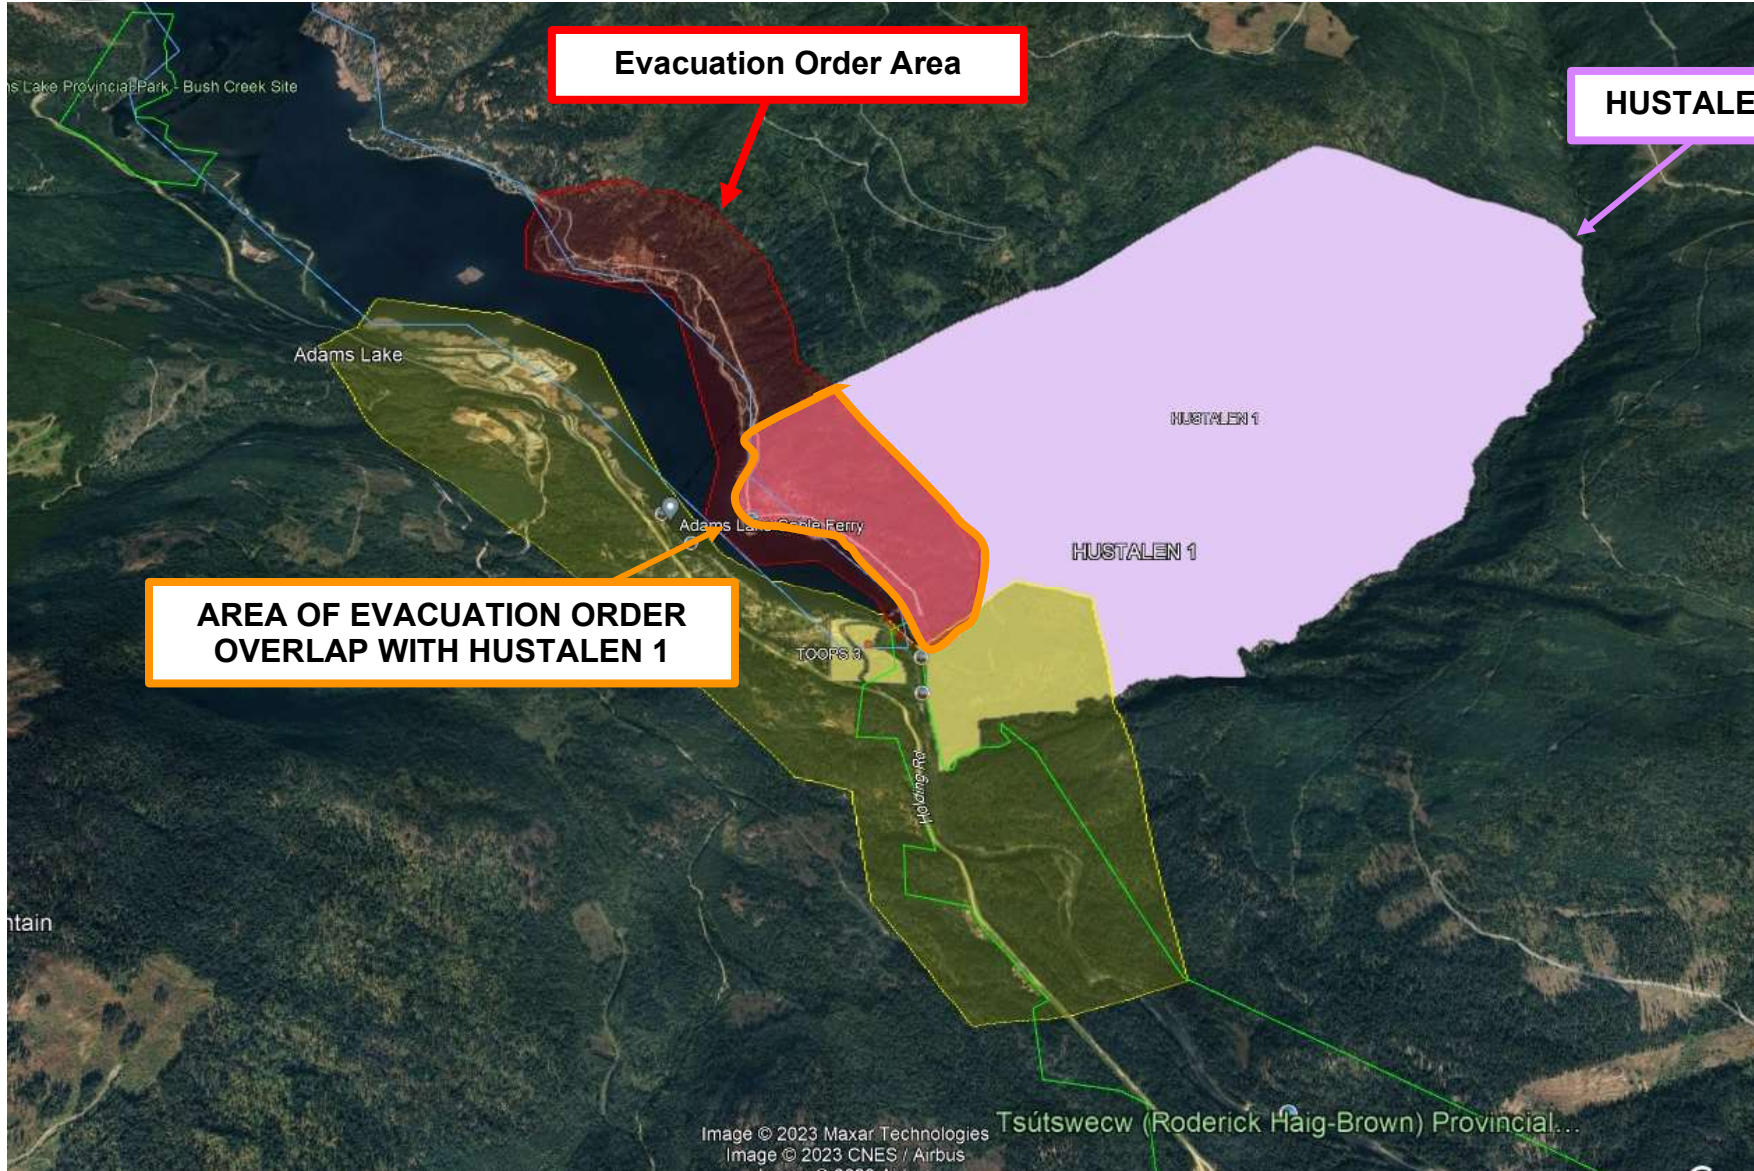 Evacuation Order Area
HUSTALE
s Lake Provincial Park - Bush Creek Site
Adams Lake
HUSTALEN 1
Adams Lake Cable Ferry
HUSTALEN 1
AREA OF EVACUATION ORDER
OVERLAP WITH HUSTALEN 1
TOOPS 3
Holding Rd
ntain
Tsútswecw (Roderick Haig-Brown) Provincial...
Image © 2023 Maxar Technologies
Image © 2023 CNES / Airbus